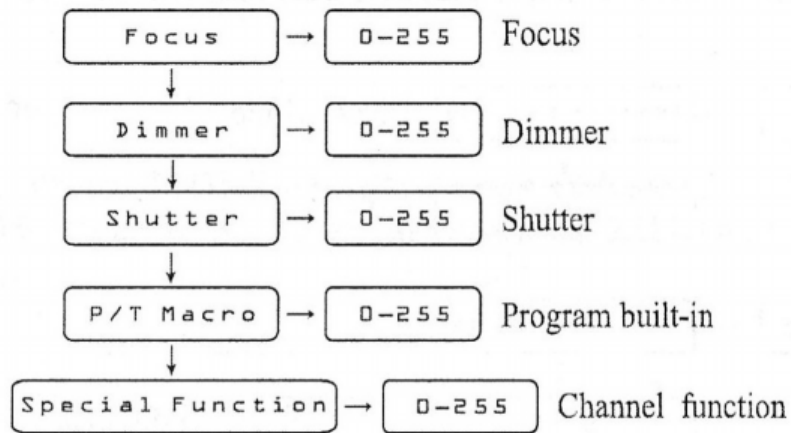 Focus 0-255 Focus
Dimmer 0-255 Dimmer
Shutter 0-255 Shutter
P/T Macro 0-255 Program built-in
Special Function 0-255 Channel function